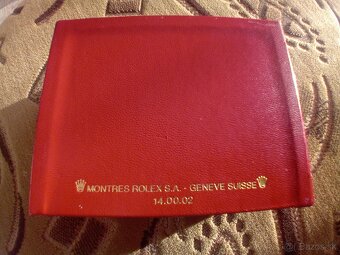 MONTRES ROLEX S.A. - GENEVE SUISSE
14.00.02